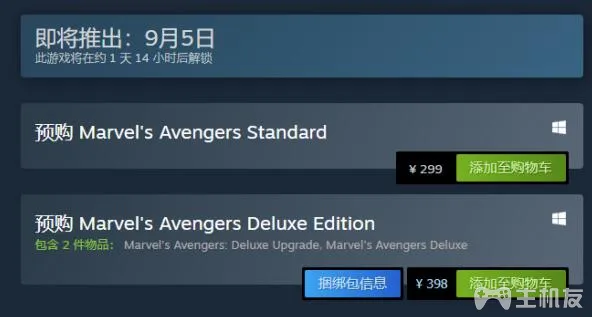 即将推出：9月5日
此游戏将在约 1 天 14 小时后解锁
预购 Marvel's Avengers Standard
¥ 299 添加至购物车
预购 Marvel's Avengers Deluxe Edition
包含 2 件物品： Marvel's Avengers: Deluxe Upgrade, Marvel's Avengers Deluxe
捆绑包信息 ¥ 398 添加至购物车
主机友